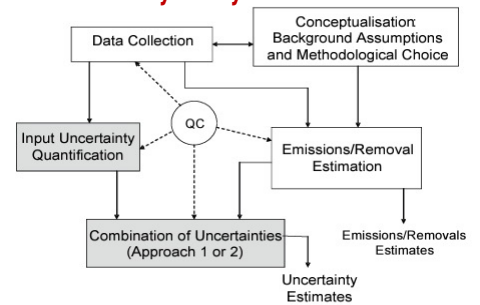 Conceptualisation:
Background Assumptions
and Methodological Choice
Data Collection
QC
Input Uncertainty
Quantification
Emissions/Removal
Estimation
Combination of Uncertainties
(Approach 1 or 2)
Emissions/Removals
Estimates
Uncertainty
Estimates